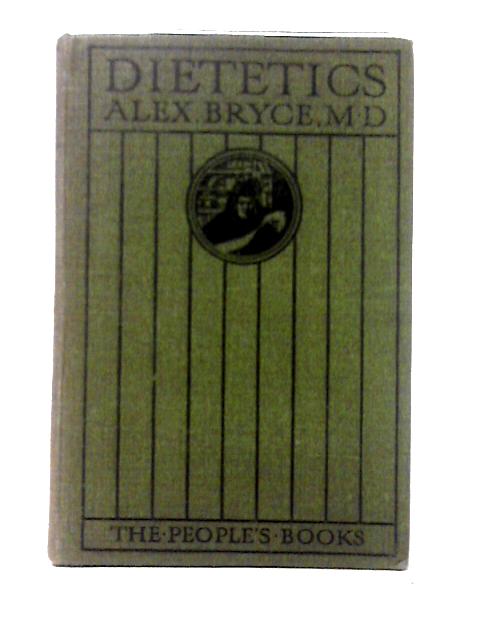 DIETETICS
ALEX. BRYCE, M·D
THE·PEOPLE'S·BOOKS